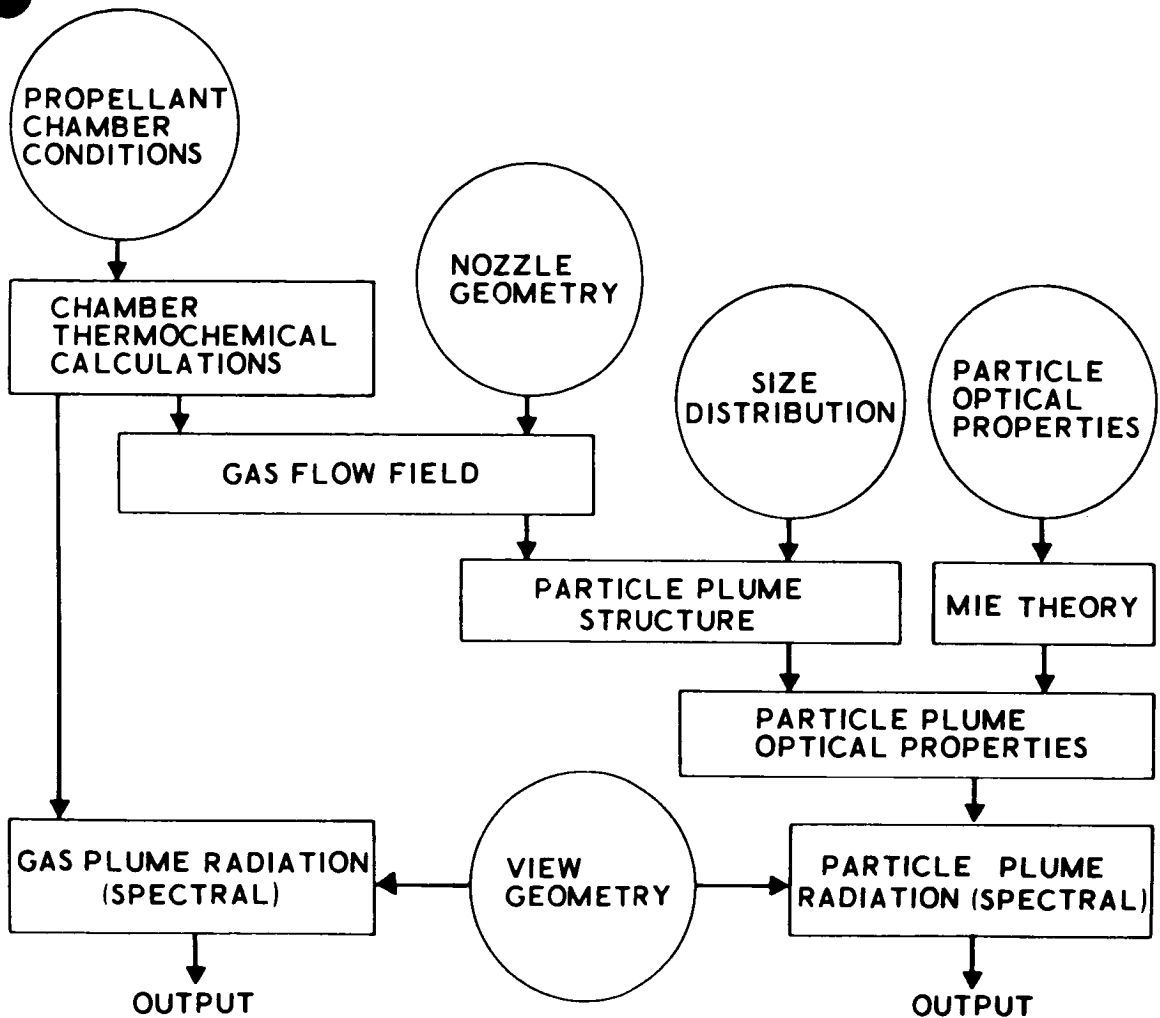 PROPELLANT
CHAMBER
CONDITIONS
NOZZLE
GEOMETRY
CHAMBER
THERMOCHEMICAL
CALCULATIONS
SIZE
DISTRIBUTION
PARTICLE
OPTICAL
PROPERTIES
GAS FLOW FIELD
PARTICLE PLUME
STRUCTURE
MIE THEORY
PARTICLE PLUME
OPTICAL PROPERTIES
GAS PLUME RADIATION
(SPECTRAL)
VIEW
GEOMETRY
PARTICLE PLUME
RADIATION (SPECTRAL)
OUTPUT
OUTPUT